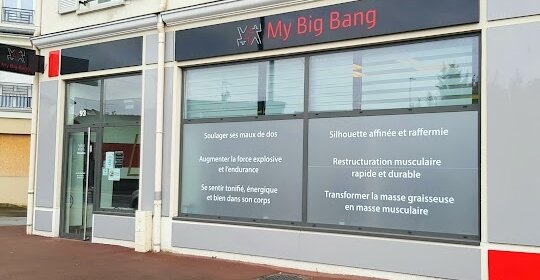 My Big Bang
93
Soulager ses maux de dos
Augmenter la force explosive
et l'endurance
Se sentir tonifié, énergique
et bien dans son corps
Silhouette affinée et raffermie
Restructuration musculaire
rapide et durable
Transformer la masse graisseuse
en masse musculaire